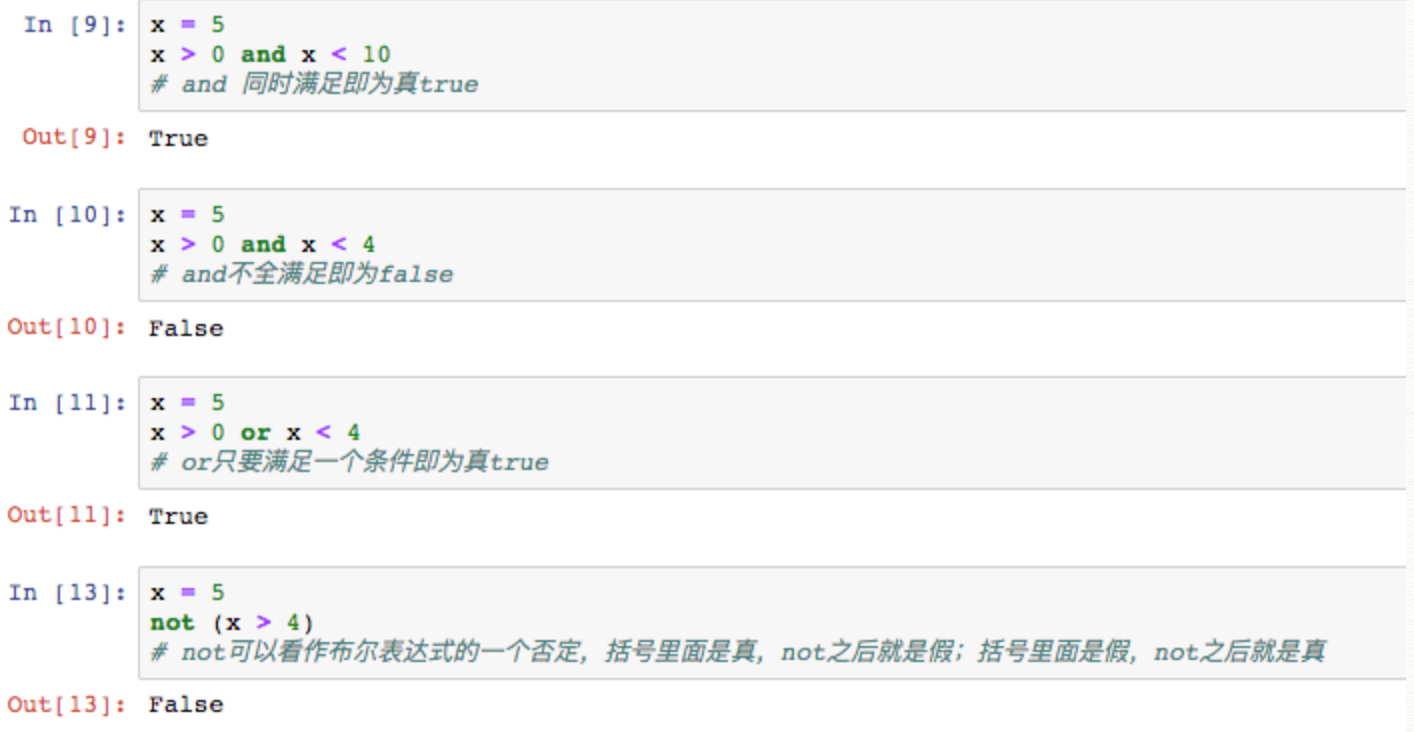 In [9]: x = 5
x > 0 and x < 10
# and 同时满足即为真true
Out[9]: True
In [10]: x = 5
x > 0 and x < 4
# and不全满足即为false
Out[10]: False
In [11]: x = 5
x > 0 or x < 4
# or只要满足一个条件即为真true
Out[11]: True
In [13]: x = 5
not (x > 4)
# not可以看作布尔表达式的一个否定，括号里面是真，not之后就是假；括号里面是假，not之后就是真
Out[13]: False